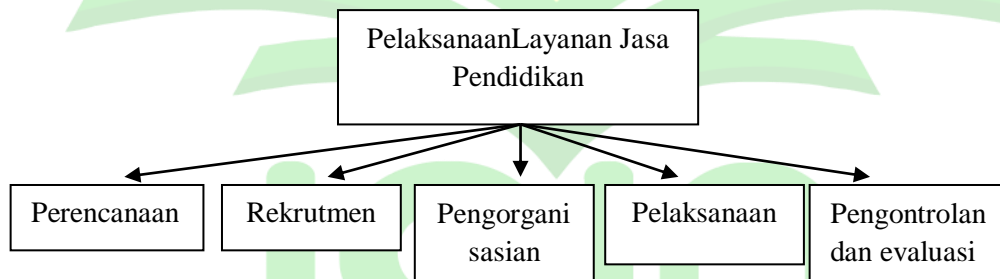 PelaksanaanLayanan Jasa
Pendidikan
Perencanaan
Rekrutmen
Pengorgani
sasian
Pelaksanaan
Pengontrolan
dan evaluasi